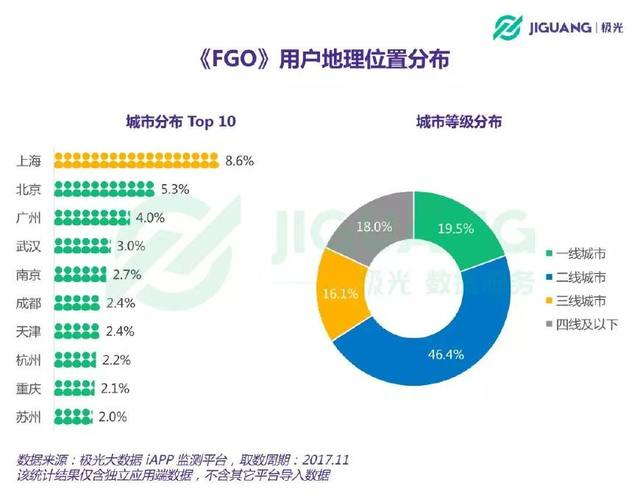 JIGUANG | 极光
《FGO》用户地理位置分布
城市分布 Top 10
上海 8.6%
北京 5.3%
广州 4.0%
武汉 3.0%
南京 2.7%
成都 2.4%
天津 2.4%
杭州 2.2%
重庆 2.1%
苏州 2.0%
城市等级分布
18.0%
19.5%
16.1%
46.4%
一线城市
二线城市
三线城市
四线及以下
JIGUANG
极光 数据服务
数据来源：极光大数据 iAPP 监测平台，取数周期：2017.11
该统计结果仅含独立应用端数据，不含其它平台导入数据